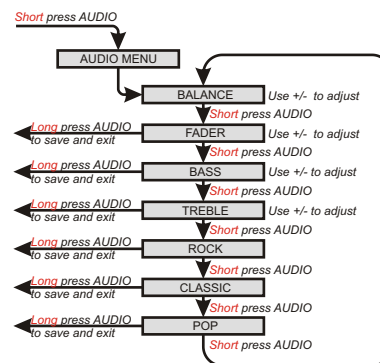 Short press AUDIO
AUDIO MENU
BALANCE Use +/- to adjust
Short press AUDIO
Long press AUDIO
to save and exit
FADER Use +/- to adjust
Short press AUDIO
Long press AUDIO
to save and exit
BASS Use +/- to adjust
Short press AUDIO
Long press AUDIO
to save and exit
TREBLE Use +/- to adjust
Short press AUDIO
Long press AUDIO
to save and exit
ROCK
Short press AUDIO
Long press AUDIO
to save and exit
CLASSIC
Short press AUDIO
Long press AUDIO
to save and exit
POP
Short press AUDIO